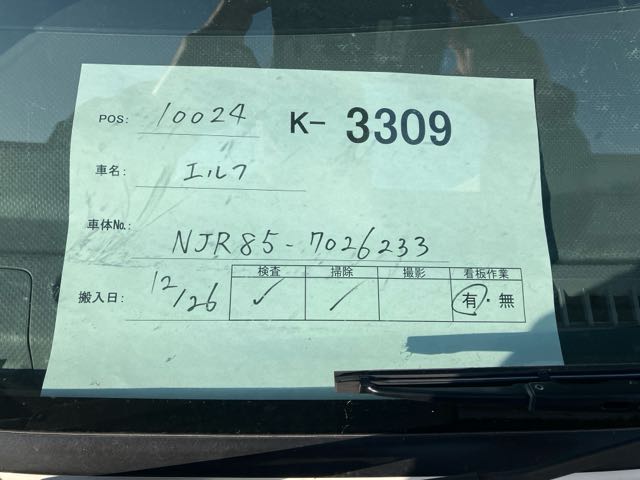 POS: 10024 K-3309
車名: エルフ
車体No.: NJR85-7026233
搬入日: 12/26
検査 掃除 撮影 看板作業
✓ ／ 有・無